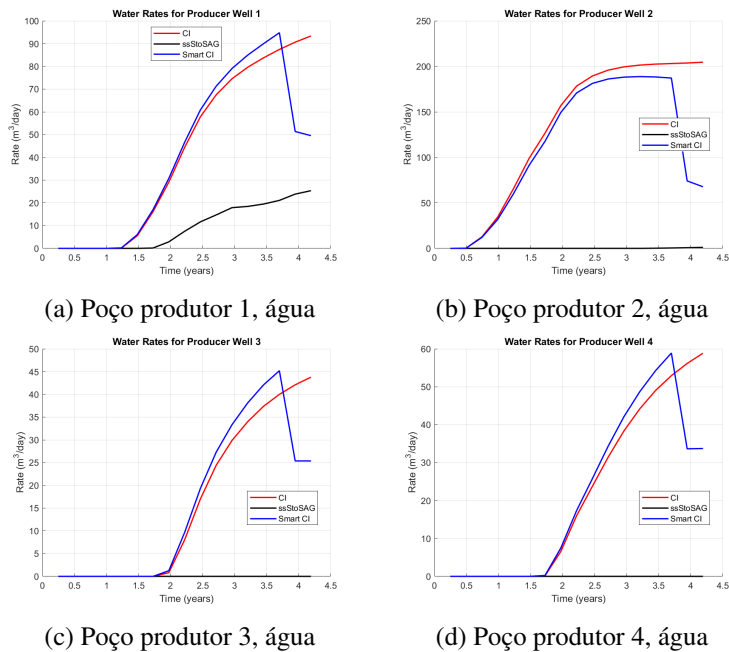 Water Rates for Producer Well 1
100
90
80
70
60
50
40
30
20
10
0
Rate (m³/day)
CI
ssStoSAG
Smart CI
0 0.5 1 1.5 2 2.5 3 3.5 4 4.5
Time (years)
(a) Poço produtor 1, água
Water Rates for Producer Well 2
250
200
150
100
50
0
Rate (m³/day)
CI
ssStoSAG
Smart CI
0 0.5 1 1.5 2 2.5 3 3.5 4 4.5
Time (years)
(b) Poço produtor 2, água
Water Rates for Producer Well 3
50
45
40
35
30
25
20
15
10
5
0
Rate (m³/day)
CI
ssStoSAG
Smart CI
0 0.5 1 1.5 2 2.5 3 3.5 4 4.5
Time (years)
(c) Poço produtor 3, água
Water Rates for Producer Well 4
60
50
40
30
20
10
0
Rate (m³/day)
CI
ssStoSAG
Smart CI
0 0.5 1 1.5 2 2.5 3 3.5 4 4.5
Time (years)
(d) Poço produtor 4, água